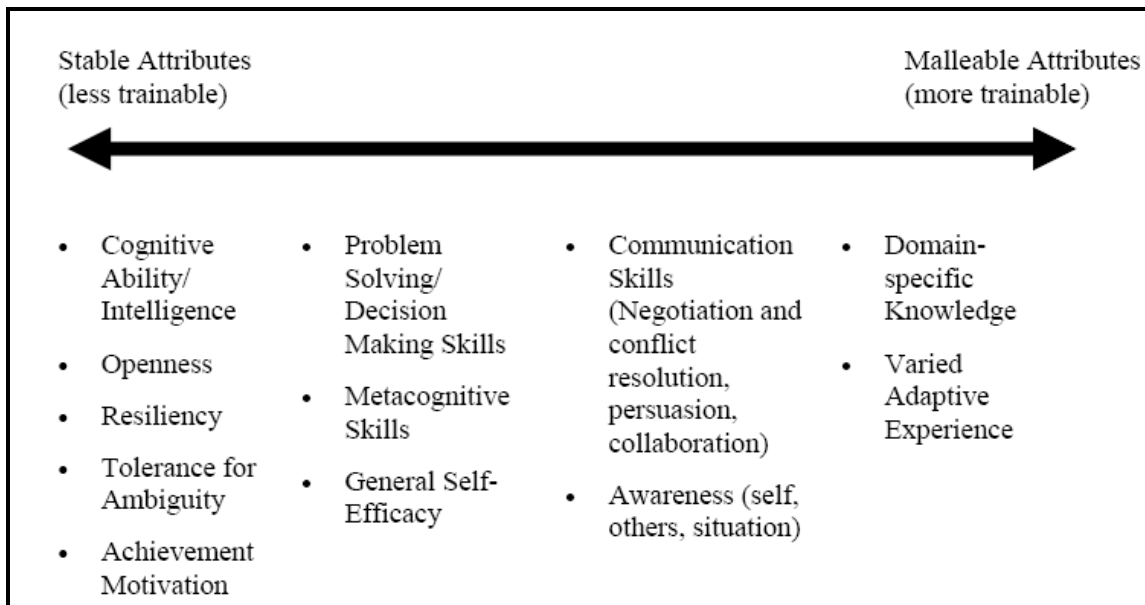 Stable Attributes
(less trainable)
Malleable Attributes
(more trainable)
• Cognitive
Ability/
Intelligence
• Openness
• Resiliency
• Tolerance for
Ambiguity
• Achievement
Motivation
• Problem
Solving/
Decision
Making Skills
• Metacognitive
Skills
• General Self-
Efficacy
• Communication
Skills
(Negotiation and
conflict
resolution,
persuasion,
collaboration)
• Awareness (self,
others, situation)
• Domain-
specific
Knowledge
• Varied
Adaptive
Experience